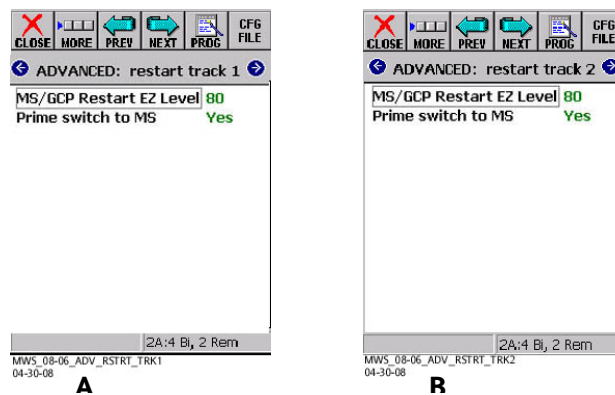 CLOSE MORE PREV NEXT PROG CFG FILE
ADVANCED: restart track 1
MS/GCP Restart EZ Level 80
Prime switch to MS Yes
2A:4 Bi, 2 Rem
MWS_08-06_ADV_RSTRT_TRK1
04-30-08
A
CLOSE MORE PREV NEXT PROG CFG FILE
ADVANCED: restart track 2
MS/GCP Restart EZ Level 80
Prime switch to MS Yes
2A:4 Bi, 2 Rem
MWS_08-06_ADV_RSTRT_TRK2
04-30-08
B